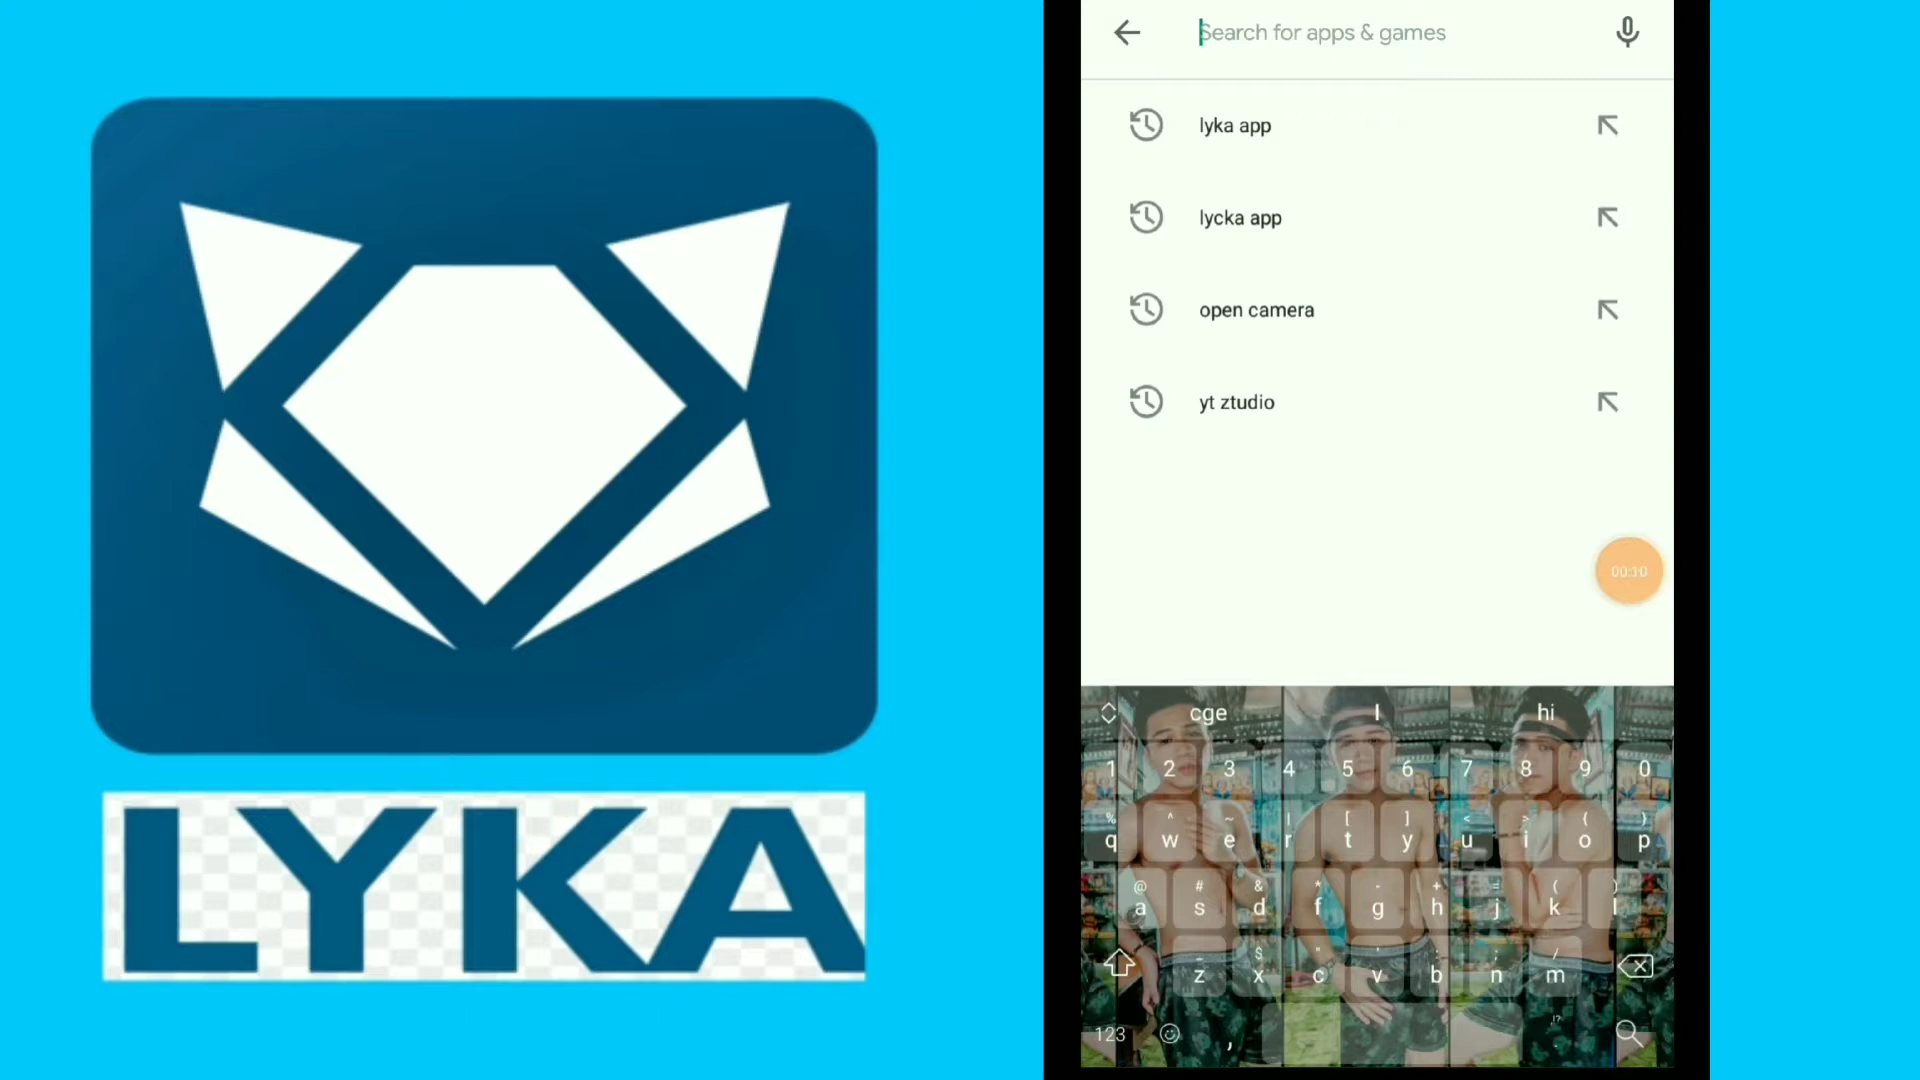 LYKA
Search for apps & games
lyka app
lycka app
open camera
yt ztudio
00:10
cge I hi
1 2 3 4 5 6 7 8 9 0
% ^ ~ | [ ] < > { }
q w e r t y u i o p
@ # & * - + = ( )
a s d f g h j k l
_ $ " ' : ; /
z x c v b n m
123 , !? .